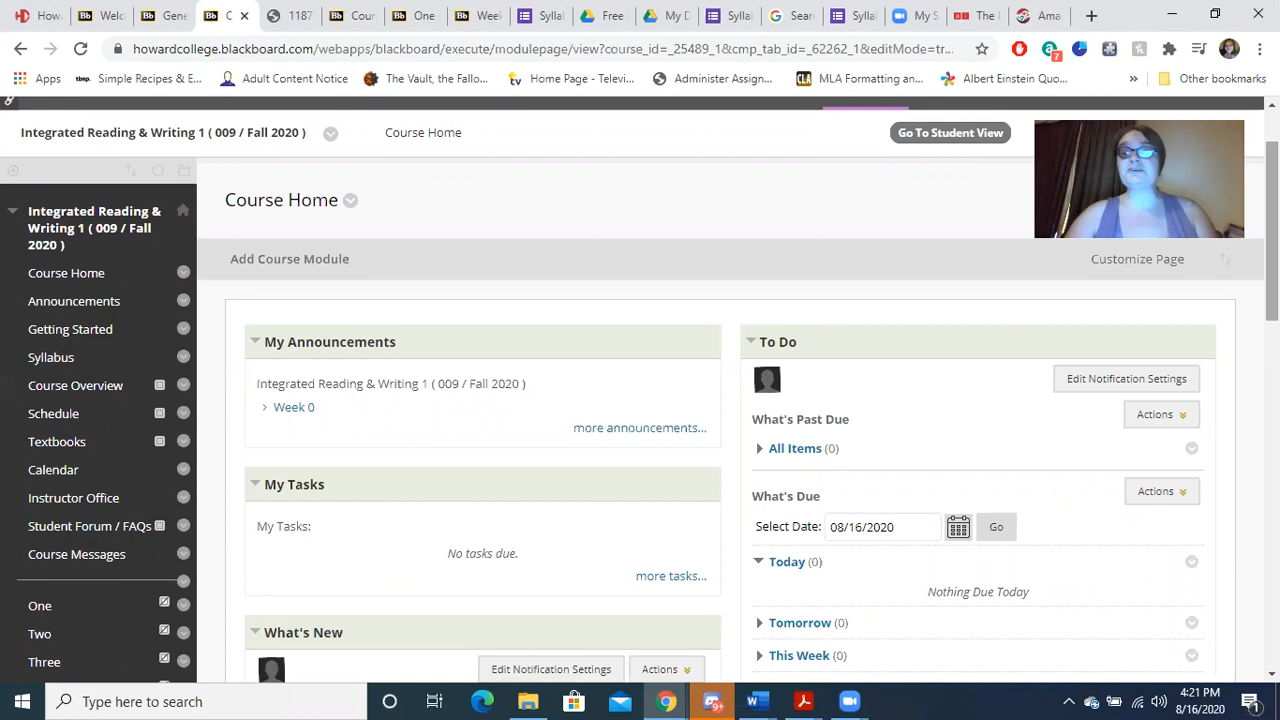 How
Welc
Gene
C
1187
Cour
One
Week
Sylla
Free
My D
Sylla
Sear
Sylla
My S
The
Ama
howardcollege.blackboard.com/webapps/blackboard/execute/modulepage/view?course_id=_25489_1&cmp_tab_id=_62262_1&editMode=tr...
7
Apps
Simple Recipes & E...
Adult Content Notice
The Vault, the Fallo...
Home Page - Televi...
Administer Assign...
MLA Formatting an...
Albert Einstein Quo...
»
Other bookmarks
Integrated Reading & Writing 1 ( 009 / Fall 2020 )
Course Home
Go To Student View
Integrated Reading &
Writing 1 ( 009 / Fall
2020 )
Course Home
Announcements
Getting Started
Syllabus
Course Overview
Schedule
Textbooks
Calendar
Instructor Office
Student Forum / FAQs
Course Messages
One
Two
Three
Course Home
Add Course Module
Customize Page
My Announcements
Integrated Reading & Writing 1 ( 009 / Fall 2020 )
Week 0
more announcements...
My Tasks
My Tasks:
No tasks due.
more tasks...
What's New
Edit Notification Settings
Actions
To Do
Edit Notification Settings
What's Past Due
Actions
All Items (0)
What's Due
Actions
Select Date: 08/16/2020 Go
Today (0)
Nothing Due Today
Tomorrow (0)
This Week (0)
Type here to search
9+
4:21 PM
8/16/2020
1